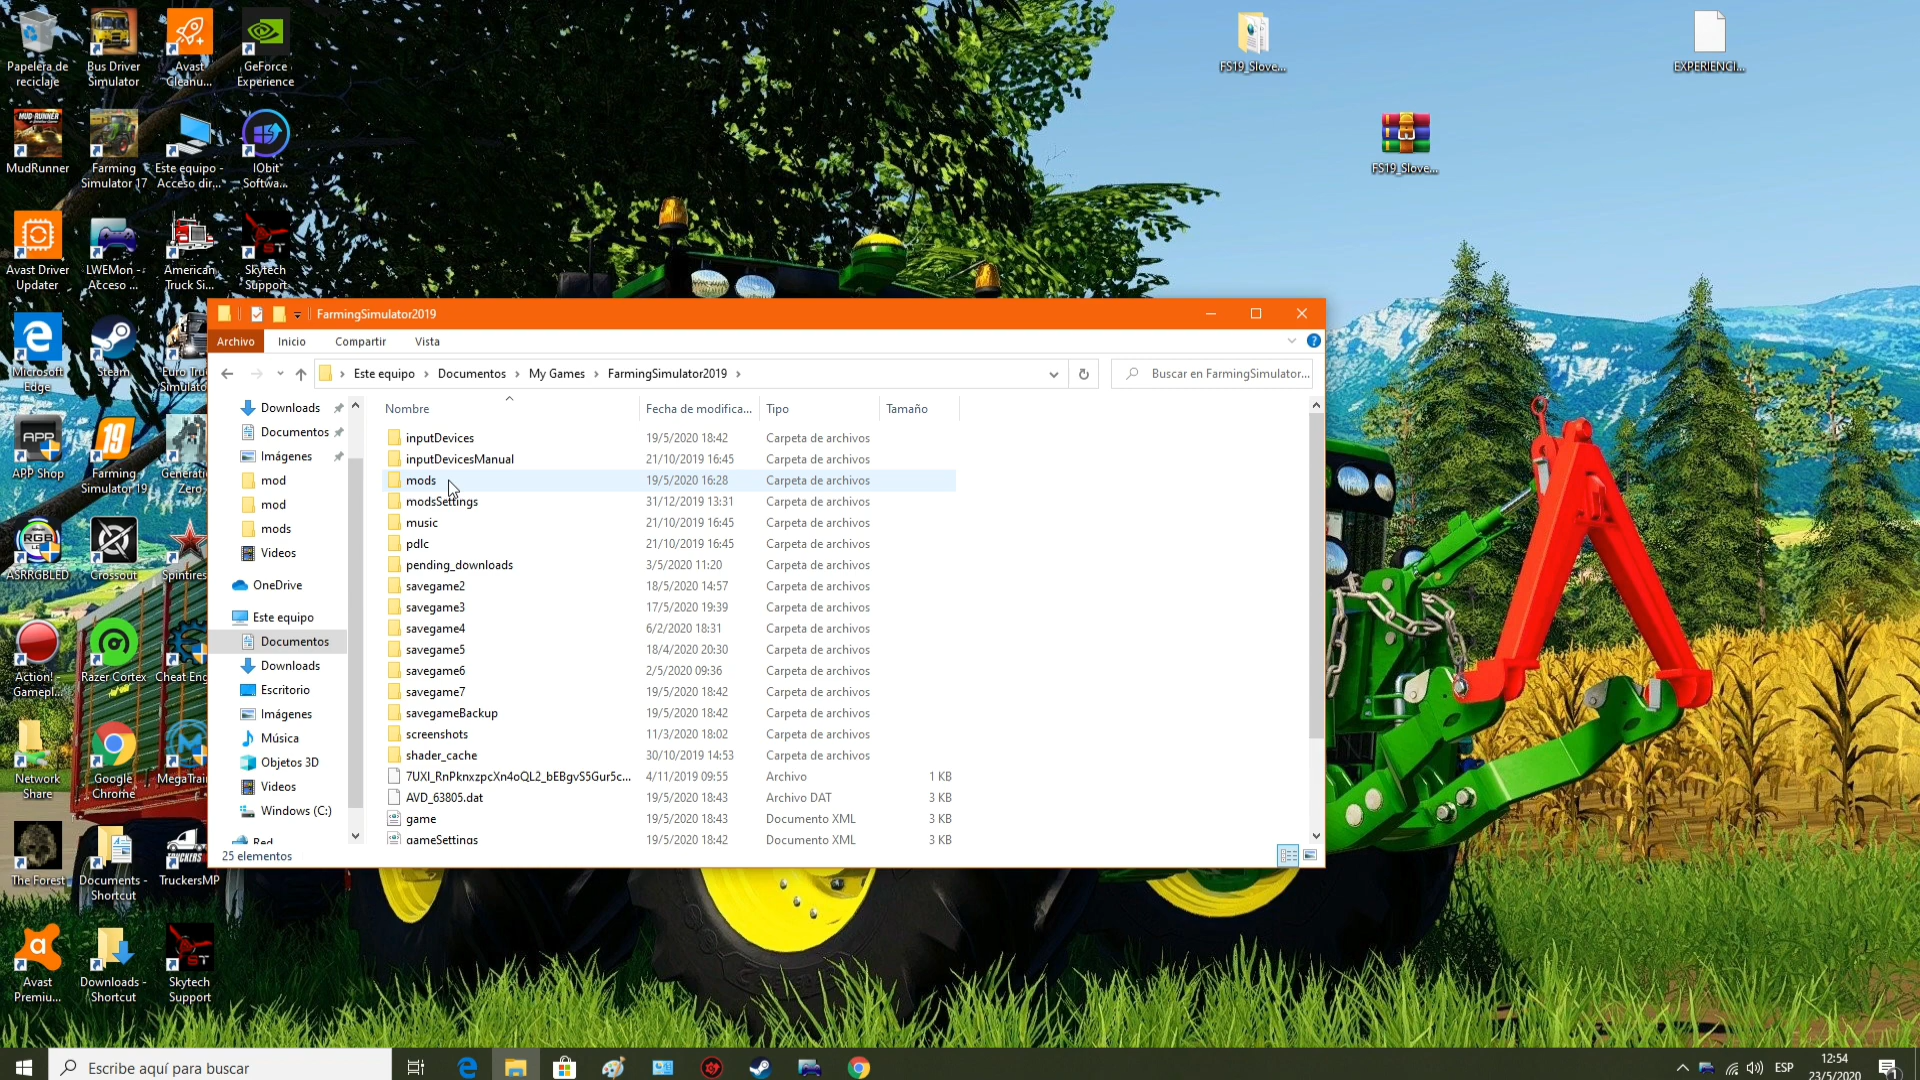 Papelera de
reciclaje
Bus Driver
Simulator
Avast
Cleanu...
GeForce
Experience
FS19_Slove...
EXPERIENCI...
MUD-RUNNER
MudRunner
Farming
Simulator 17
Este equipo -
Acceso dir...
IObit
Softwa...
FS19_Slove...
Avast Driver
Updater
LWEMon -
Acceso ...
American
Truck Si...
Skytech
Support
Microsoft
Edge
Steam
Euro Tru
Simulato
APP
APP Shop
19
Farming
Simulator 19
Generati
Zero
RGB
ASRRGBLED
Crossout
Spintires
Action! -
Gamepl...
Razer Cortex
Cheat Eng
Network
Share
Google
Chrome
MegaTrai
The Forest
Documents -
Shortcut
TRUCKERS
TruckersMP
Avast
Premiu...
Downloads -
Shortcut
Skytech
Support
FarmingSimulator2019
Archivo
Inicio
Compartir
Vista
Este equipo
Documentos
My Games
FarmingSimulator2019
Buscar en FarmingSimulator...
Downloads
Documentos
Imágenes
mod
mod
mods
Videos
OneDrive
Este equipo
Documentos
Downloads
Escritorio
Imágenes
Música
Objetos 3D
Videos
Windows (C:)
Red
Nombre Fecha de modifica... Tipo Tamaño
inputDevices 19/5/2020 18:42 Carpeta de archivos
inputDevicesManual 21/10/2019 16:45 Carpeta de archivos
mods 19/5/2020 16:28 Carpeta de archivos
modsSettings 31/12/2019 13:31 Carpeta de archivos
music 21/10/2019 16:45 Carpeta de archivos
pdlc 21/10/2019 16:45 Carpeta de archivos
pending_downloads 3/5/2020 11:20 Carpeta de archivos
savegame2 18/5/2020 14:57 Carpeta de archivos
savegame3 17/5/2020 19:39 Carpeta de archivos
savegame4 6/2/2020 18:31 Carpeta de archivos
savegame5 18/4/2020 20:30 Carpeta de archivos
savegame6 2/5/2020 09:36 Carpeta de archivos
savegame7 19/5/2020 18:42 Carpeta de archivos
savegameBackup 19/5/2020 18:42 Carpeta de archivos
screenshots 11/3/2020 18:02 Carpeta de archivos
shader_cache 30/10/2019 14:53 Carpeta de archivos
7UXI_RnPknxzpcXn4oQL2_bEBgvS5Gur5c... 4/11/2019 09:55 Archivo 1 KB
AVD_63805.dat 19/5/2020 18:43 Archivo DAT 3 KB
game 19/5/2020 18:43 Documento XML 3 KB
gameSettings 19/5/2020 18:42 Documento XML 3 KB
25 elementos
Escribe aquí para buscar
ESP
12:54
23/5/2020
1